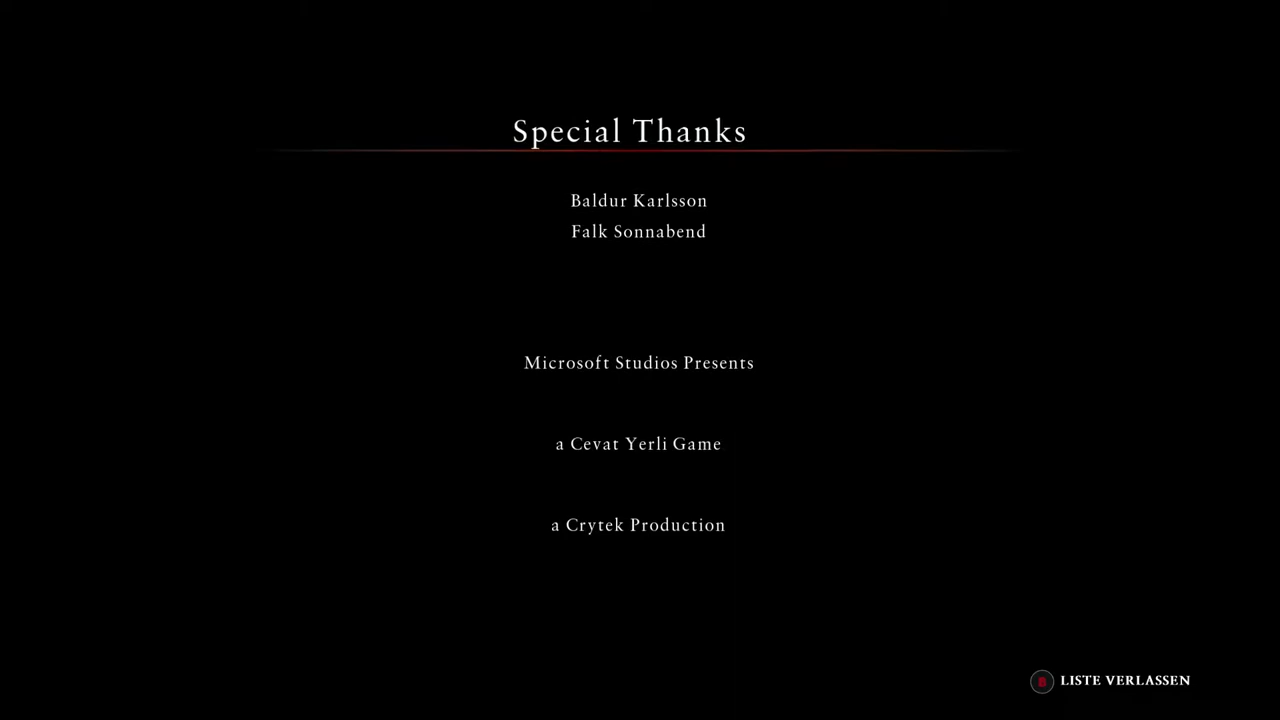 Special Thanks
Baldur Karlsson
Falk Sonnabend
Microsoft Studios Presents
a Cevat Yerli Game
a Crytek Production
B LISTE VERLASSEN